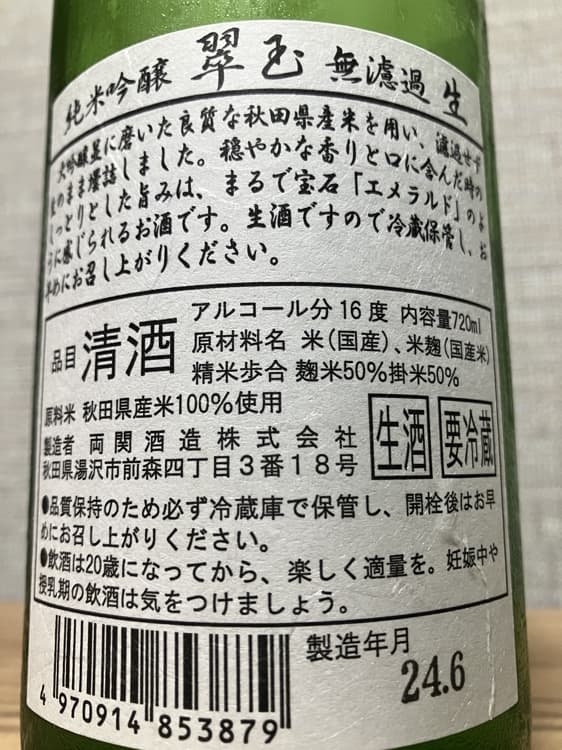 純米吟醸 翠玉 無濾過 生
大吟醸並に磨いた良質な秋田県産米を用い、濾過せず
生のまま壜詰しました。穏やかな香りと口に含んだ時の
しっとりとした旨みは、まるで宝石「エメラルド」のよ
うに感じられるお酒です。生酒ですので冷蔵保管し、お
早めにお召し上がりください。
品目 清酒
アルコール分16度 内容量720ml
原材料名 米(国産)、米麹(国産米)
精米歩合 麹米50%掛米50%
原料米 秋田県産米100%使用
製造者 両関酒造株式会社
秋田県湯沢市前森四丁目3番18号
生酒 要冷蔵
●品質保持のため必ず冷蔵庫で保管し、開栓後はお早
めにお召し上がりください。
●飲酒は20歳になってから、楽しく適量を。妊娠中や
授乳期の飲酒は気をつけましょう。
製造年月
24.6
4 970914 853879